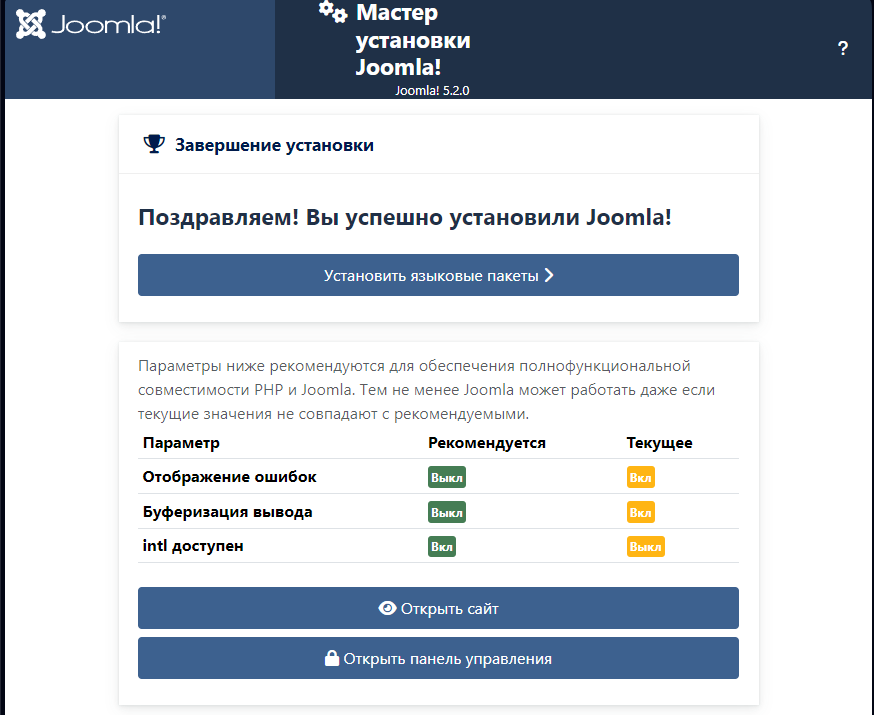 Joomla!®
Мастер
установки
Joomla!
Joomla! 5.2.0
?
Завершение установки
Поздравляем! Вы успешно установили Joomla!
Установить языковые пакеты
Параметры ниже рекомендуются для обеспечения полнофункциональной
совместимости PHP и Joomla. Тем не менее Joomla может работать даже если
текущие значения не совпадают с рекомендуемыми.
Параметр Рекомендуется Текущее
Отображение ошибок Выкл Вкл
Буферизация вывода Выкл Вкл
intl доступен Вкл Выкл
Открыть сайт
Открыть панель управления